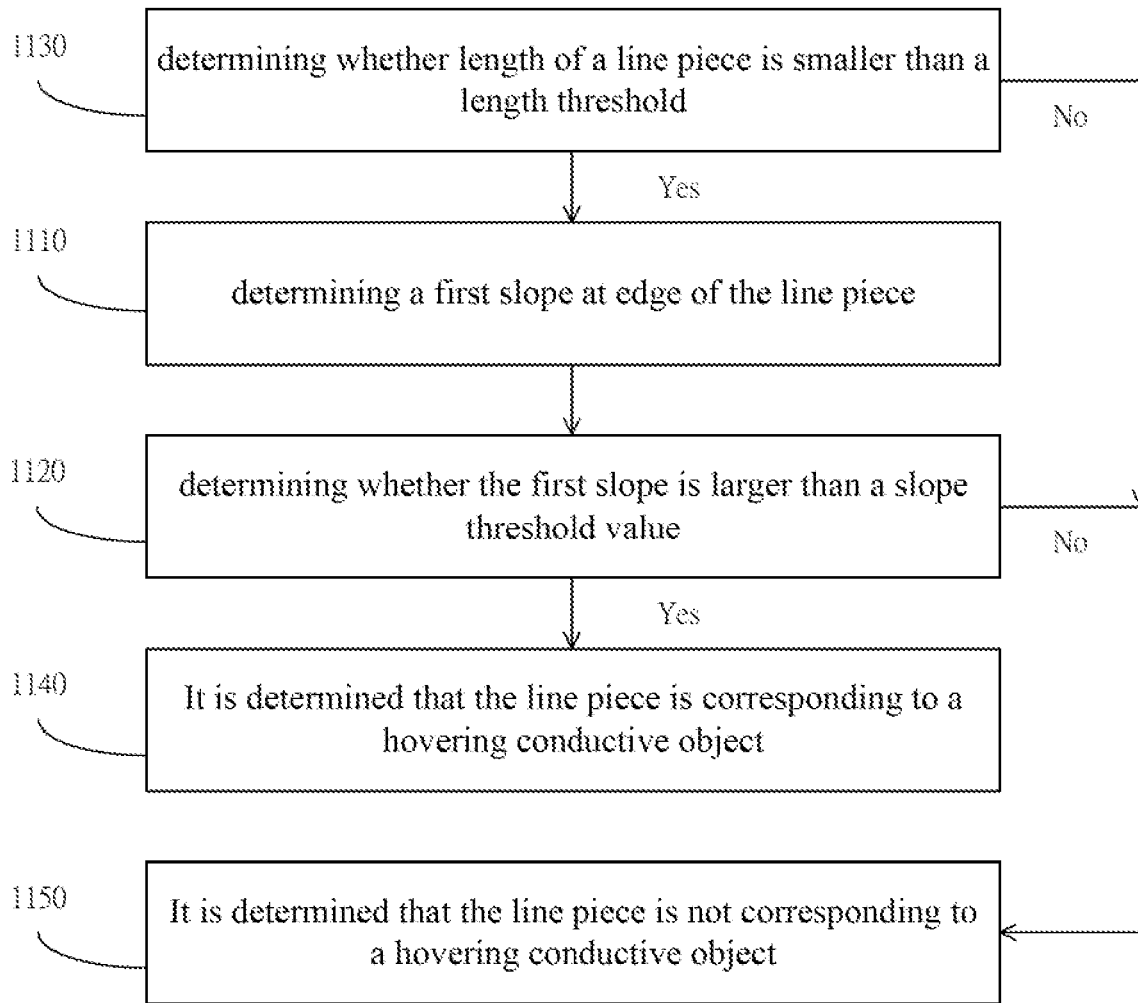 1130
determining whether length of a line piece is smaller than a
length threshold
No
Yes
1110
determining a first slope at edge of the line piece
1120
determining whether the first slope is larger than a slope
threshold value
No
Yes
1140
It is determined that the line piece is corresponding to a
hovering conductive object
1150
It is determined that the line piece is not corresponding to
a hovering conductive object